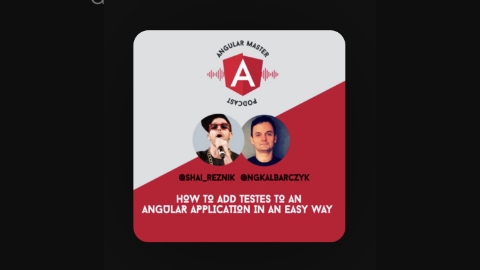 ANGULAR MASTER
A
PODCAST
@SHAI_REZNIK @NGKALBARCZYK
HOW TO ADD TESTES TO AN
ANGULAR APPLICATION IN AN EASY WAY